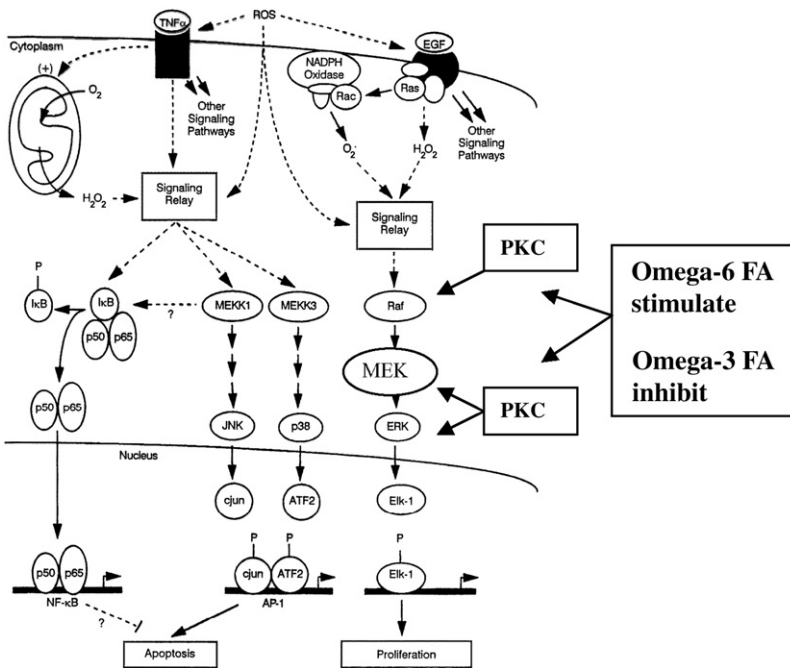 TNFα
ROS
EGF
Cytoplasm
(+)
NADPH
Oxidase
O₂
Rac
Ras
Other
Signaling
Pathways
Other
Signaling
Pathways
O₂⁻
H₂O₂
H₂O₂
Signaling
Relay
Signaling
Relay
PKC
Omega-6 FA
stimulate
Omega-3 FA
inhibit
P
IκB
IκB
p50 p65
?
MEKK1
MEKK3
Raf
MEK
PKC
p50 p65
JNK
p38
ERK
Nucleus
cjun
ATF2
Elk-1
P
P
P
p50 p65
NF-κB
cjun ATF2
AP-1
Elk-1
?
Apoptosis
Proliferation